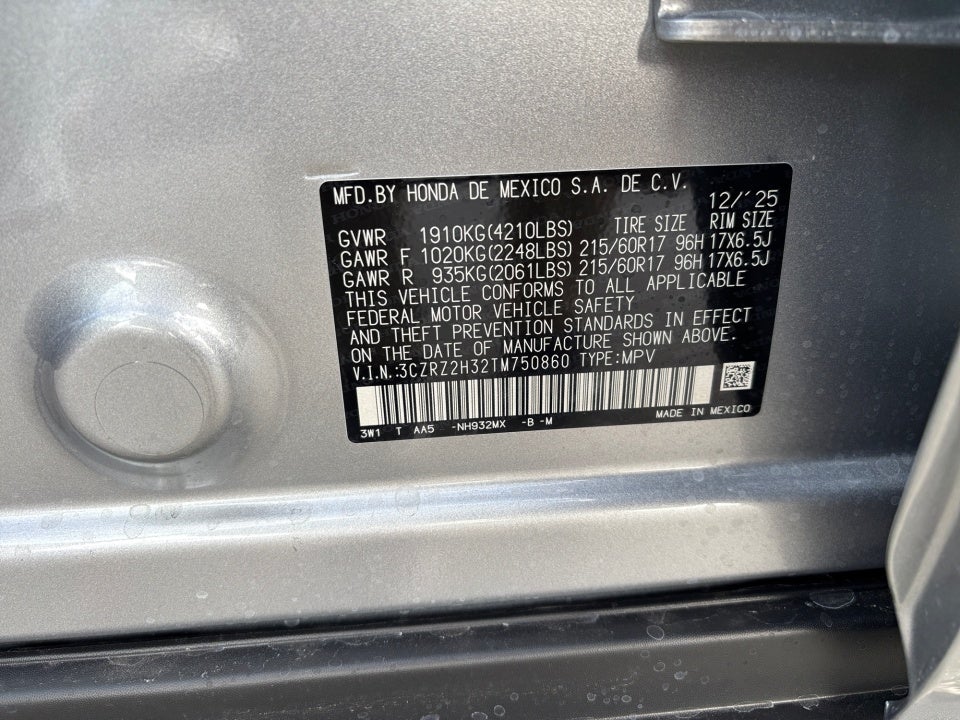 MFD.BY HONDA DE MEXICO S.A. DE C.V. 12/'25
TIRE SIZE RIM SIZE
GVWR 1910KG(4210LBS)
GAWR F 1020KG(2248LBS) 215/60R17 96H 17X6.5J
GAWR R 935KG(2061LBS) 215/60R17 96H 17X6.5J
THIS VEHICLE CONFORMS TO ALL APPLICABLE
FEDERAL MOTOR VEHICLE SAFETY
AND THEFT PREVENTION STANDARDS IN EFFECT
ON THE DATE OF MANUFACTURE SHOWN ABOVE.
V.I.N.:3CZRZ2H32TM750860 TYPE:MPV
3W1 T AA5 -NH932MX -B -M MADE IN MEXICO